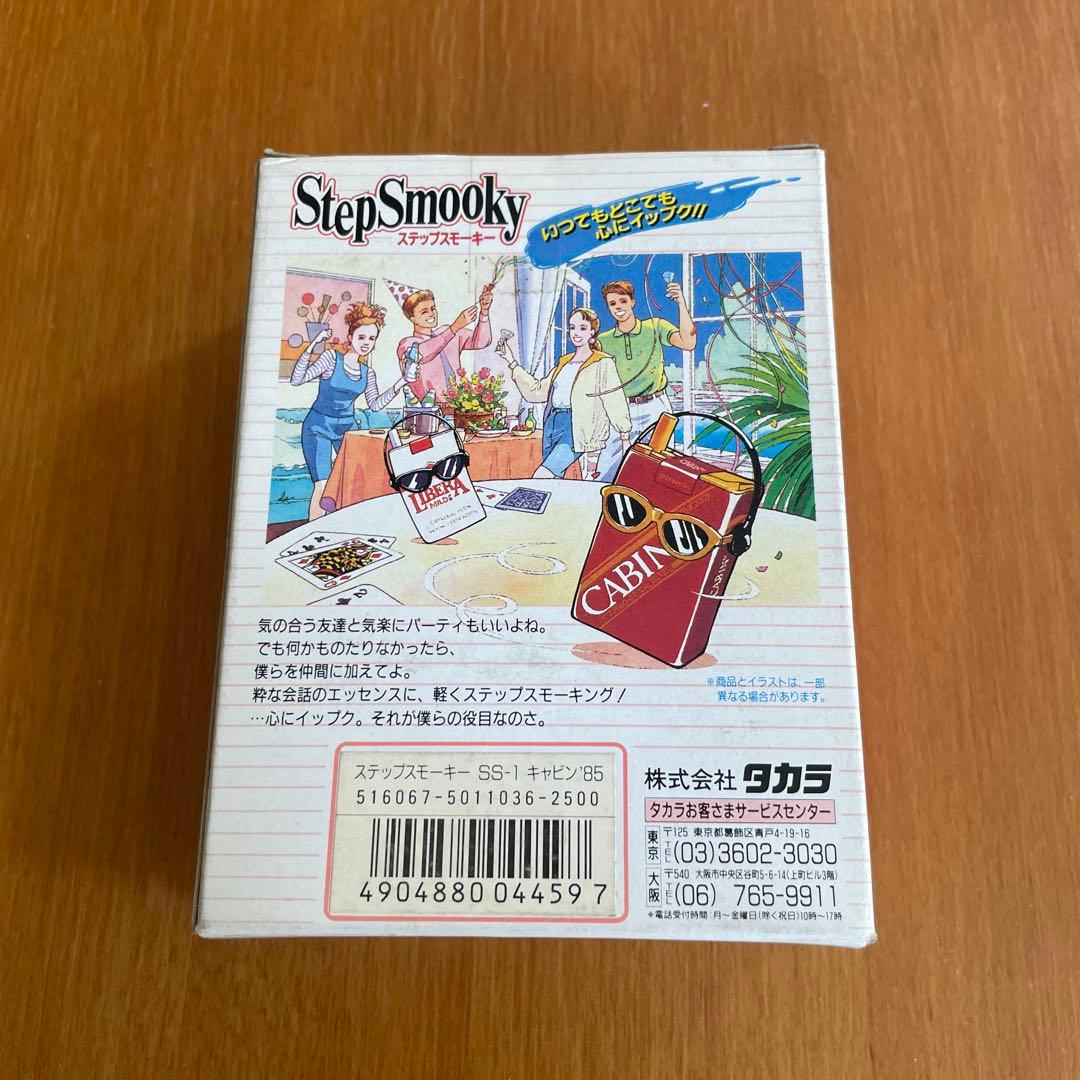 StepSmooky
ステップスモーキー
いつでもどこでも
心にイップク!!
LIBERA
MILDS
CABIN
CABIN
気の合う友達と気楽にパーティもいいよね。
でも何かものたりなかったら、
僕らを仲間に加えてよ。
粋な会話のエッセンスに、軽くステップスモーキング!
…心にイップク。それが僕らの役目なのさ。
※商品とイラストは、一部
異なる場合があります。
ステップスモーキー SS-1 キャビン'85
516067-5011036-2500
4904880044597
株式会社 タカラ
タカラお客さまサービスセンター
東京 〒125 東京都葛飾区青戸4-19-16
TEL (03)3602-3030
大阪 〒540 大阪市中央区谷町5-6-14(上町ビル3階)
TEL (06) 765-9911
※電話受付時間:月~金曜日(除く祝日)10時~17時